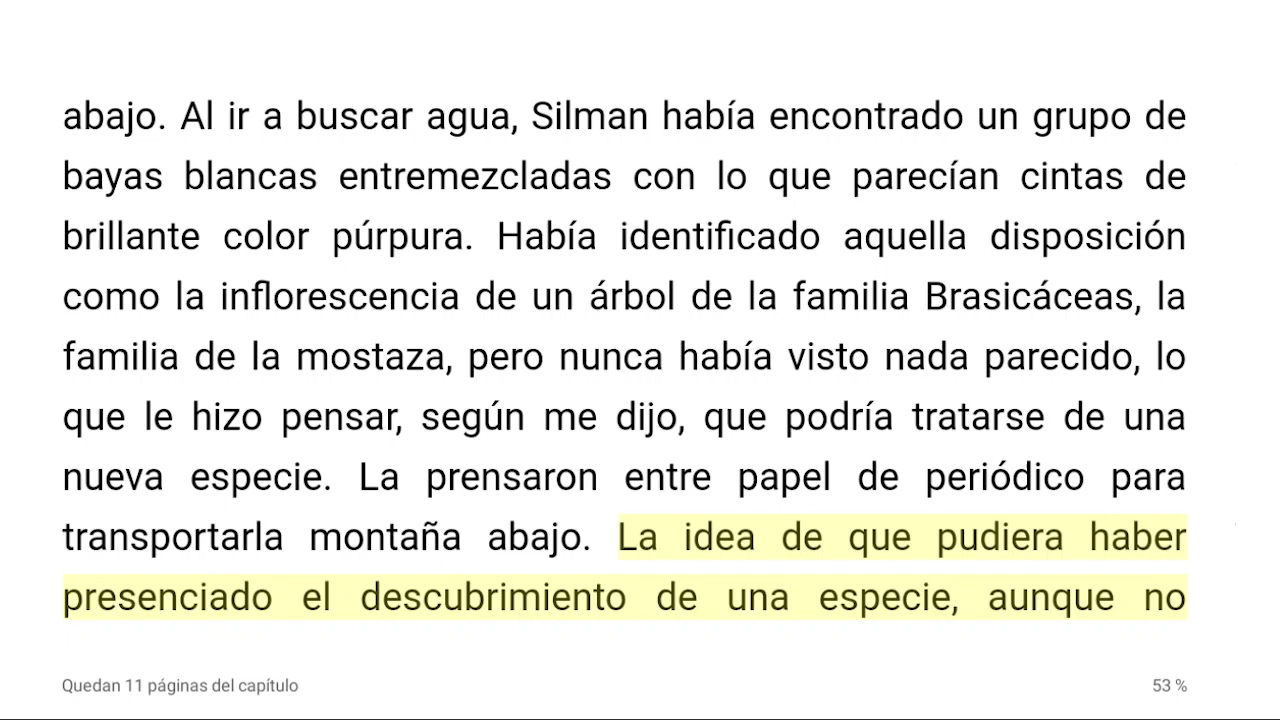 abajo. Al ir a buscar agua, Silman había encontrado un grupo de
bayas blancas entremezcladas con lo que parecían cintas de
brillante color púrpura. Había identificado aquella disposición
como la inflorescencia de un árbol de la familia Brasicáceas, la
familia de la mostaza, pero nunca había visto nada parecido, lo
que le hizo pensar, según me dijo, que podría tratarse de una
nueva especie. La prensaron entre papel de periódico para
transportarla montaña abajo. La idea de que pudiera haber
presenciado el descubrimiento de una especie, aunque no
Quedan 11 páginas del capítulo
53 %